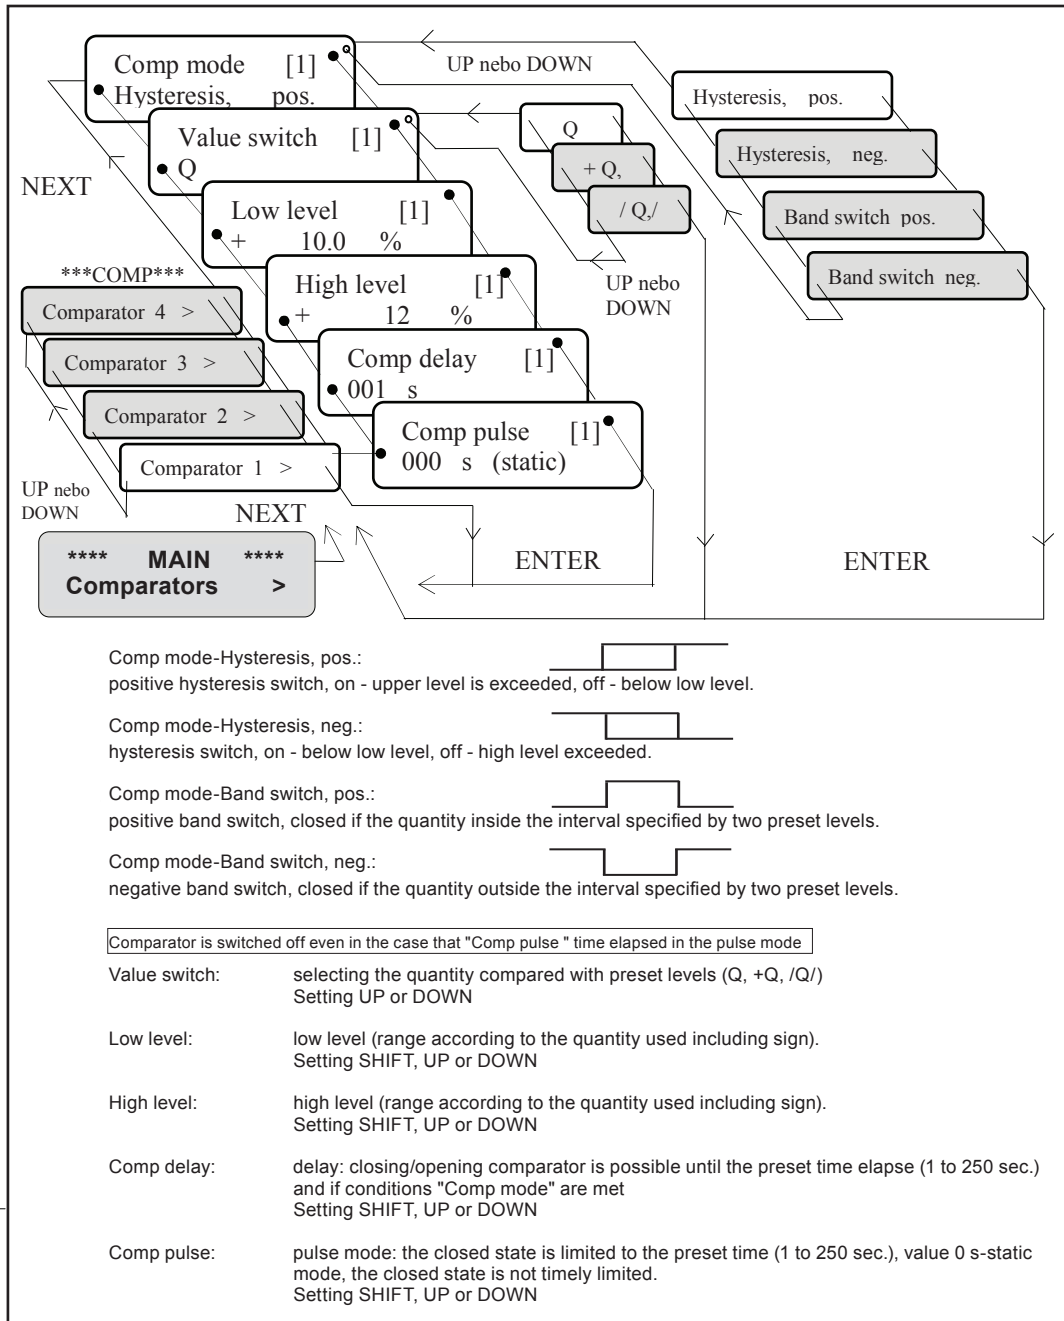 Comp mode [1]
Hysteresis, pos.
UP nebo DOWN
Hysteresis, pos.
Value switch [1]
Q
Q
Hysteresis, neg.
+ Q,
NEXT
Low level [1]
+ 10.0 %
/ Q,/
Band switch pos.
***COMP***
High level [1]
+ 12 %
UP nebo
DOWN
Band switch neg.
Comparator 4 >
Comparator 3 >
Comp delay [1]
001 s
Comparator 2 >
Comp pulse [1]
000 s (static)
Comparator 1 >
UP nebo
DOWN
NEXT
**** MAIN ****
Comparators >
ENTER
ENTER
Comp mode-Hysteresis, pos.:
positive hysteresis switch, on - upper level is exceeded, off - below low level.
Comp mode-Hysteresis, neg.:
hysteresis switch, on - below low level, off - high level exceeded.
Comp mode-Band switch, pos.:
positive band switch, closed if the quantity inside the interval specified by two preset levels.
Comp mode-Band switch, neg.:
negative band switch, closed if the quantity outside the interval specified by two preset levels.
Comparator is switched off even in the case that "Comp pulse " time elapsed in the pulse mode
Value switch: selecting the quantity compared with preset levels (Q, +Q, /Q/)
Setting UP or DOWN
Low level: low level (range according to the quantity used including sign).
Setting SHIFT, UP or DOWN
High level: high level (range according to the quantity used including sign).
Setting SHIFT, UP or DOWN
Comp delay: delay: closing/opening comparator is possible until the preset time elapse (1 to 250 sec.)
and if conditions "Comp mode" are met
Setting SHIFT, UP or DOWN
Comp pulse: pulse mode: the closed state is limited to the preset time (1 to 250 sec.), value 0 s-static
mode, the closed state is not timely limited.
Setting SHIFT, UP or DOWN